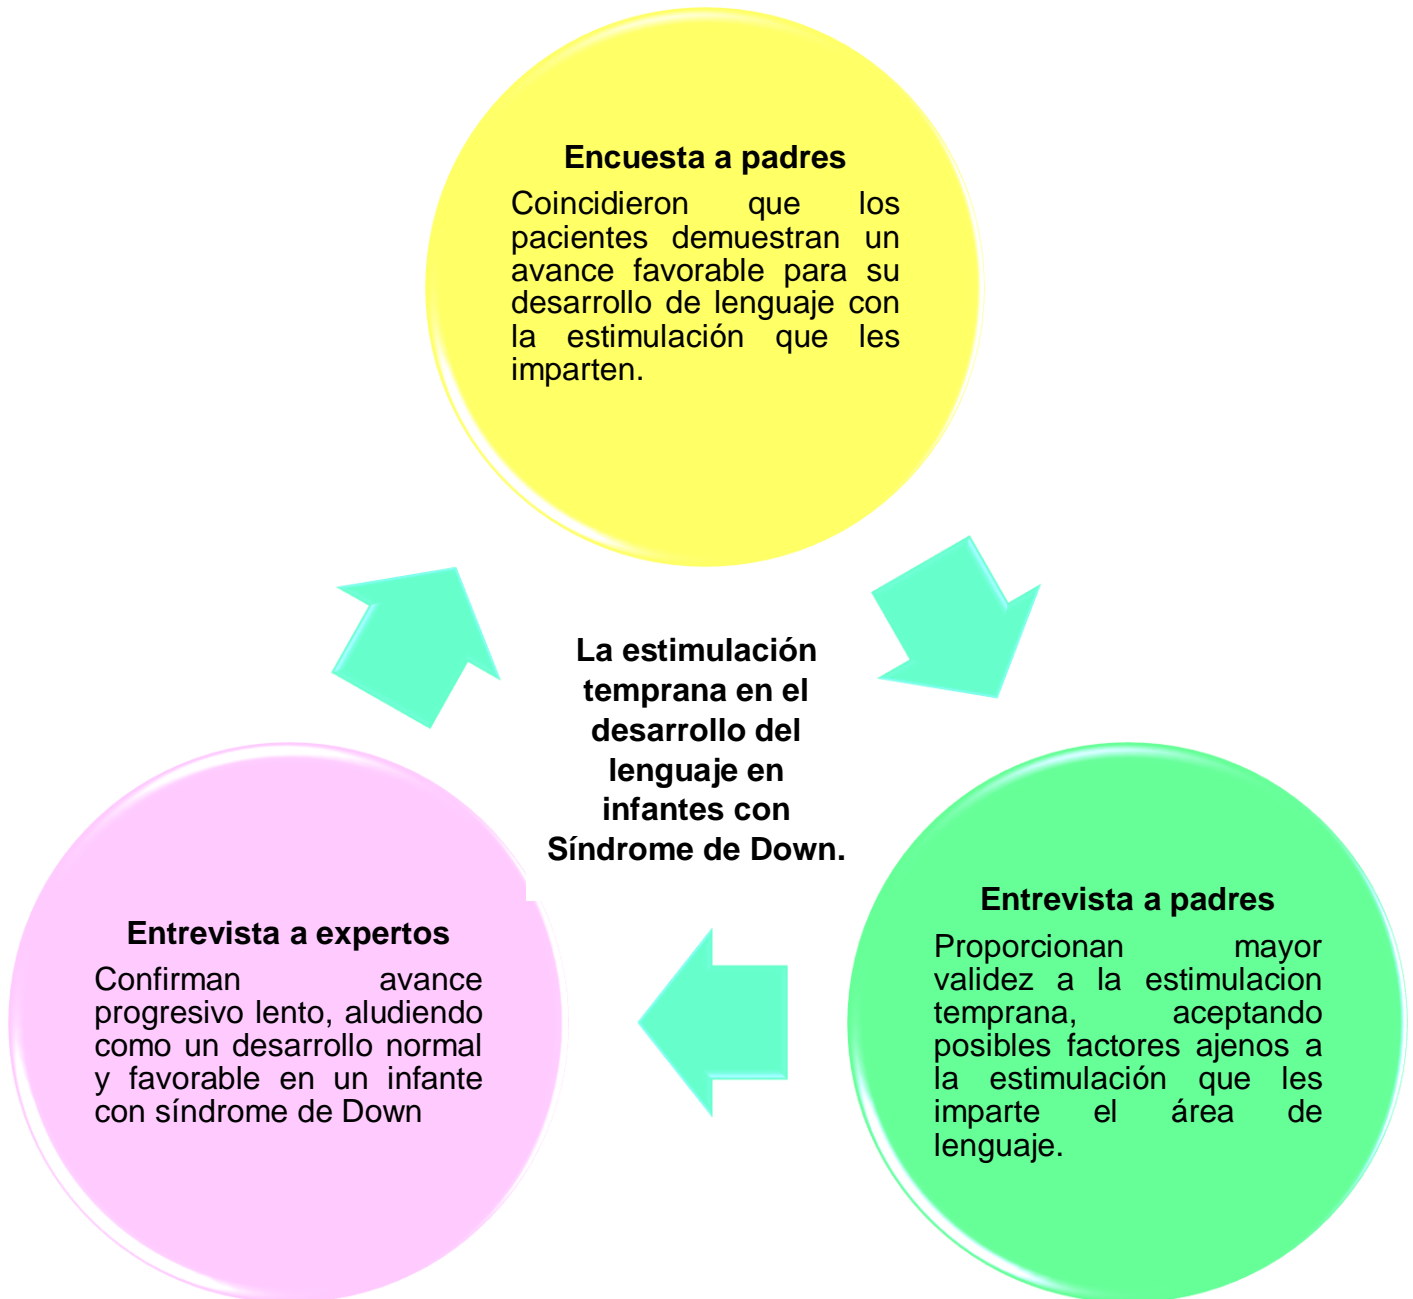 Encuesta a padres
Coincidieron que los
pacientes demuestran un
avance favorable para su
desarrollo de lenguaje con
la estimulación que les
imparten.
La estimulación
temprana en el
desarrollo del
lenguaje en
infantes con
Síndrome de Down.
Entrevista a padres
Proporcionan mayor
validez a la estimulacion
temprana, aceptando
posibles factores ajenos a
la estimulación que les
imparte el área de
lenguaje.
Entrevista a expertos
Confirman avance
progresivo lento, aludiendo
como un desarrollo normal
y favorable en un infante
con síndrome de Down